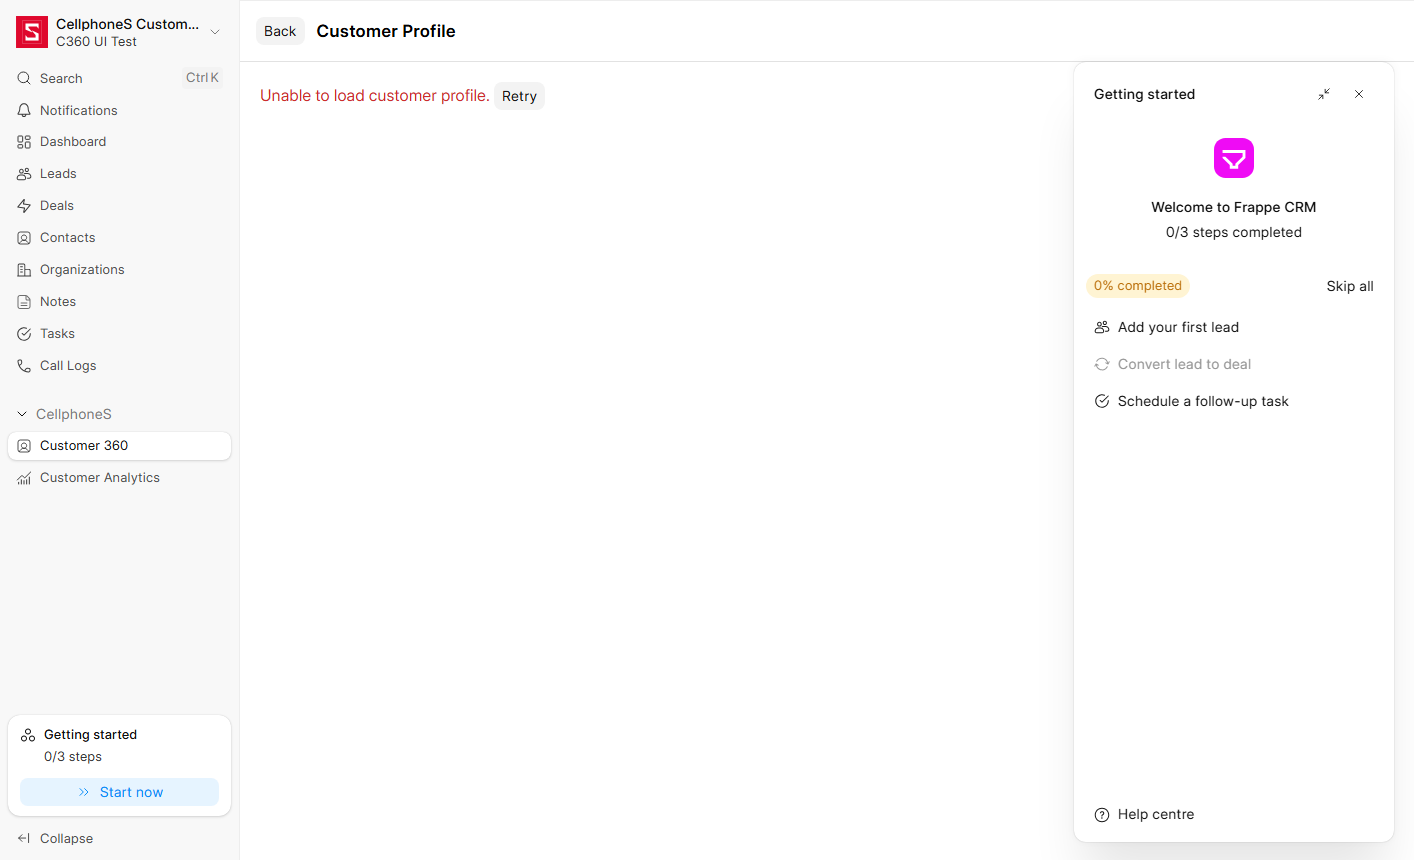 CellphoneS Custom...
C360 UI Test
Search
Ctrl K
Notifications
Dashboard
Leads
Deals
Contacts
Organizations
Notes
Tasks
Call Logs
CellphoneS
Customer 360
Customer Analytics
Getting started
0/3 steps
Start now
Collapse
Back
Customer Profile
Unable to load customer profile.
Retry
Getting started
Welcome to Frappe CRM
0/3 steps completed
0% completed
Skip all
Add your first lead
Convert lead to deal
Schedule a follow-up task
Help centre